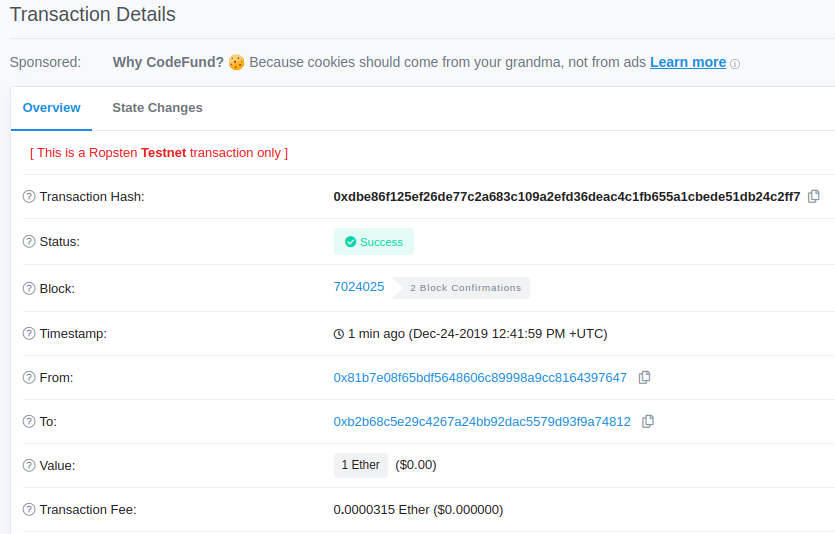 Transaction Details
Sponsored: Why CodeFund? 🍪 Because cookies should come from your grandma, not from ads Learn more
Overview State Changes
[ This is a Ropsten Testnet transaction only ]
Transaction Hash: 0xdbe86f125ef26de77c2a683c109a2efd36deac4c1fb655a1cbede51db24c2ff7
Status: Success
Block: 7024025 2 Block Confirmations
Timestamp: 1 min ago (Dec-24-2019 12:41:59 PM +UTC)
From: 0x81b7e08f65bdf5648606c89998a9cc8164397647
To: 0xb2b68c5e29c4267a24bb92dac5579d93f9a74812
Value: 1 Ether ($0.00)
Transaction Fee: 0.0000315 Ether ($0.000000)